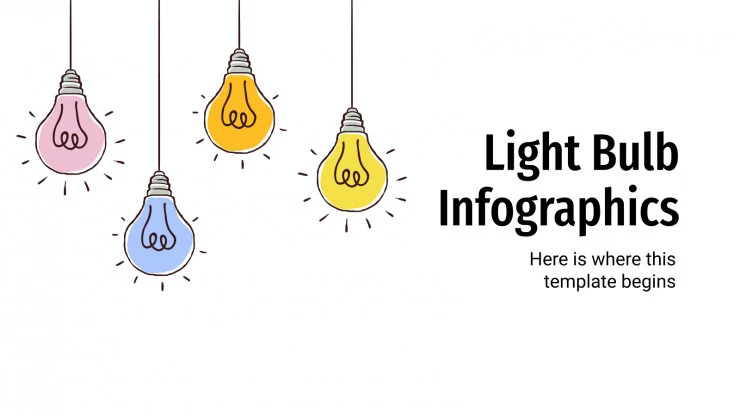 Light Bulb
Infographics
Here is where this
template begins